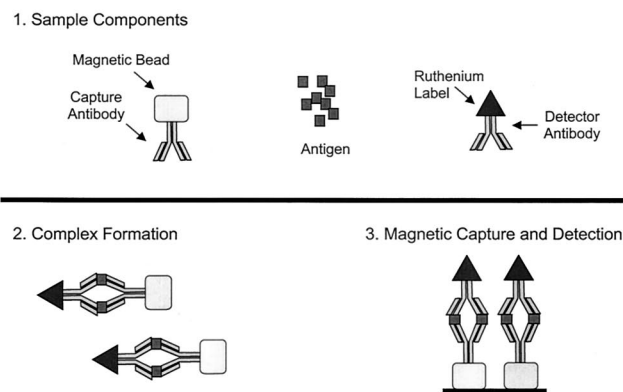 1. Sample Components
Magnetic Bead
Capture
Antibody
Antigen
Ruthenium
Label
Detector
Antibody
2. Complex Formation
3. Magnetic Capture and Detection